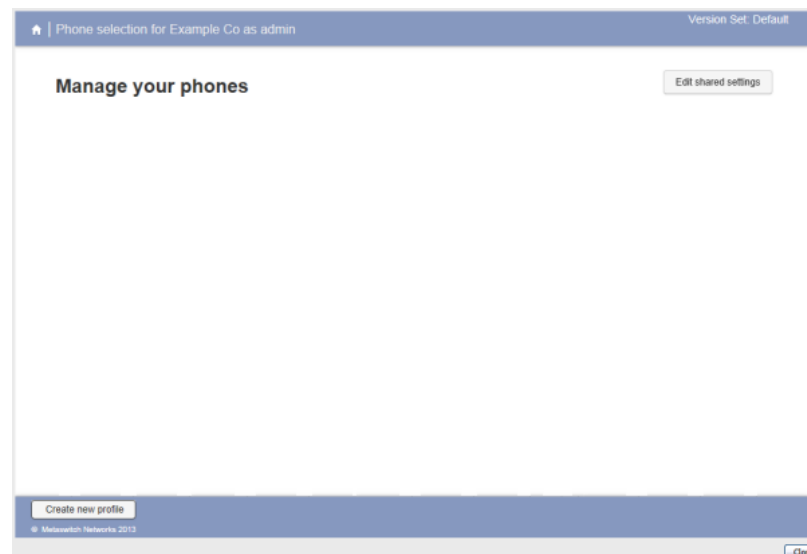 Version Set: Default
Phone selection for Example Co as admin
Manage your phones
Edit shared settings
Create new profile
© Metaswitch Networks 2013